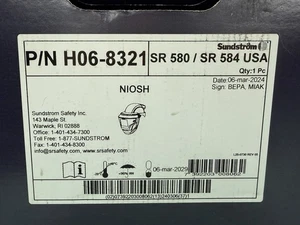 P/N H06-8321
SR 580 / SR 584 USA
Sundström
Qty:1 Pc
Date:06-mar-2024
Sign: BEPA, MIAK
NIOSH
Sundstrom Safety Inc.
143 Maple St.
Warwick, RI 02888
Office: 1-401-434-7300
Toll Free: 1-877-SUNDSTROM
Fax: 1-401-434-8300
info@srsafety.com, www.srsafety.com
06-mar-2029